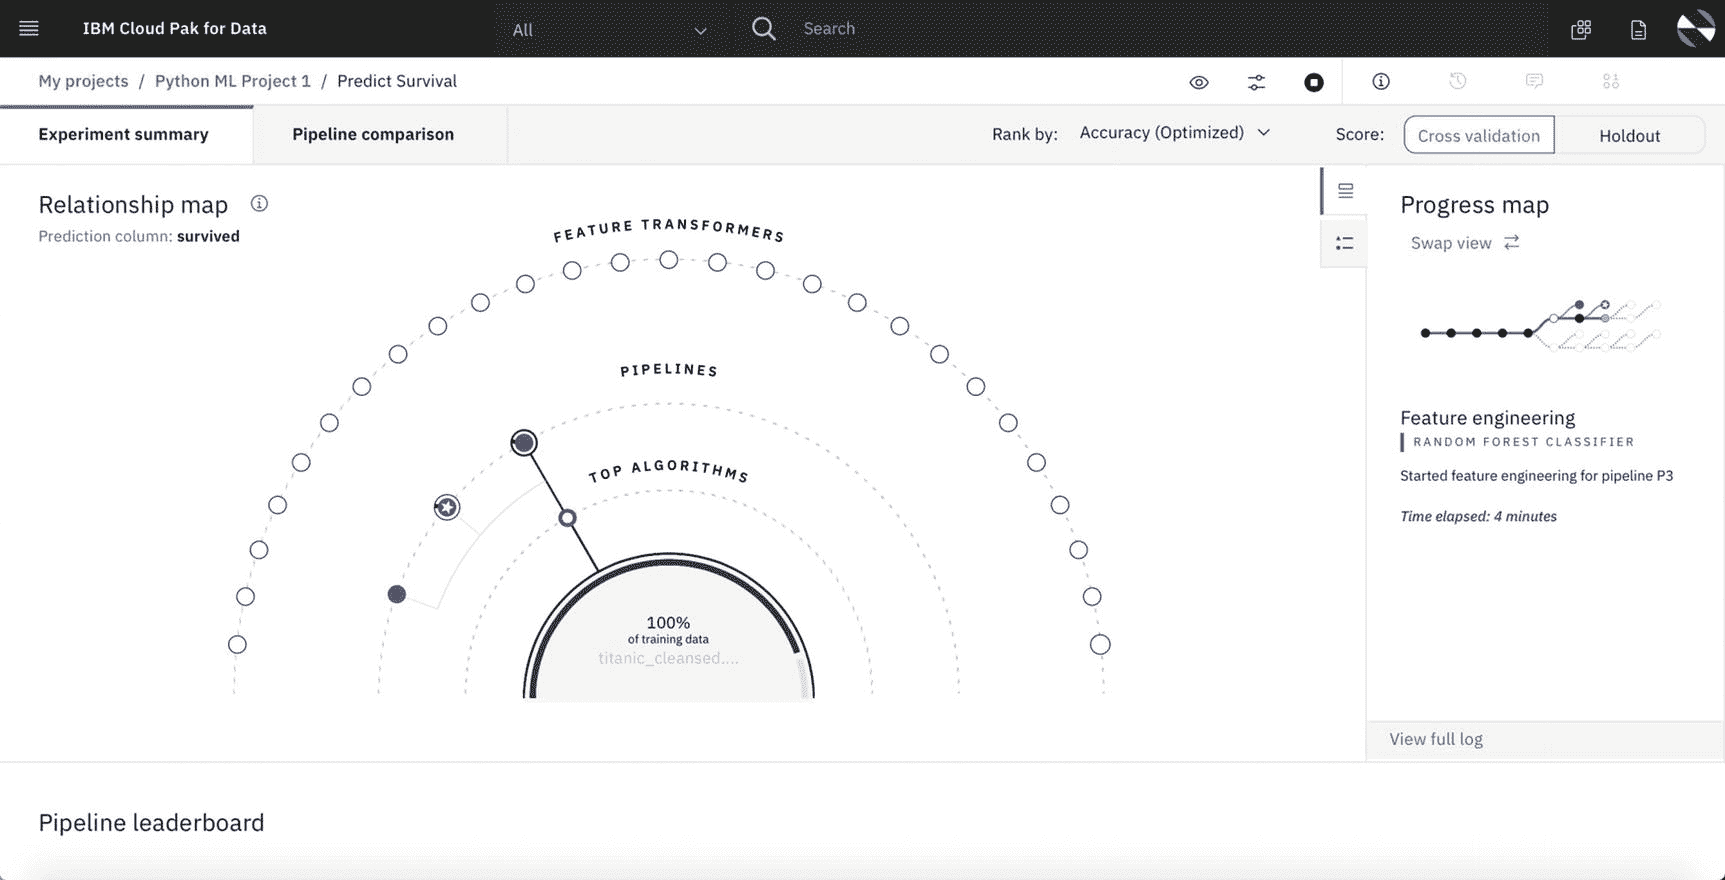 IBM Cloud Pak for Data
All
Search
My projects / Python ML Project 1 / Predict Survival
Experiment summary
Pipeline comparison
Rank by: Accuracy (Optimized)
Score: Cross validation Holdout
Relationship map
Prediction column: survived
FEATURE TRANSFORMERS
PIPELINES
TOP ALGORITHMS
100%
of training data
titanic_cleansed....
Progress map
Swap view
Feature engineering
RANDOM FOREST CLASSIFIER
Started feature engineering for pipeline P3
Time elapsed: 4 minutes
View full log
Pipeline leaderboard